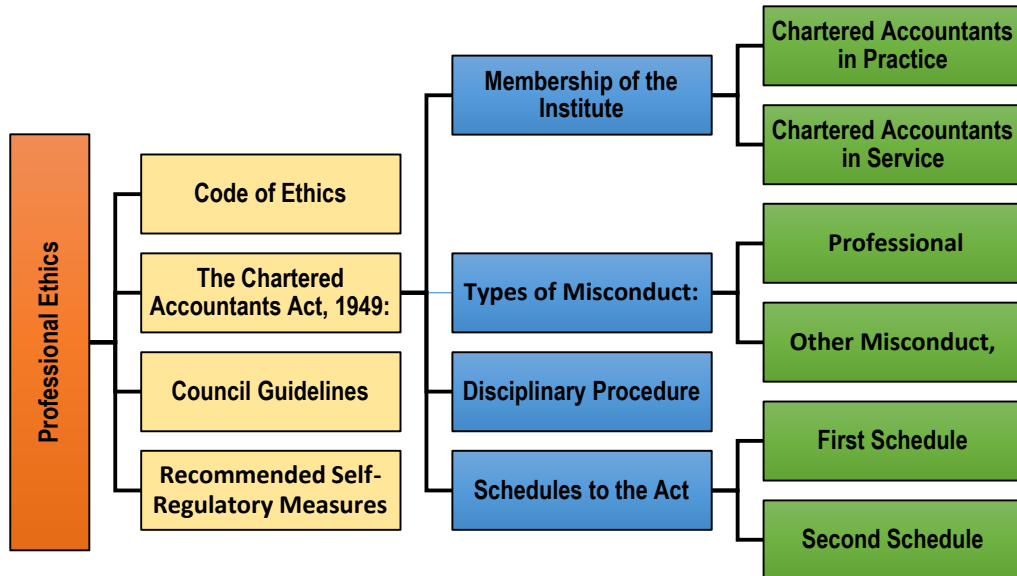 Professional Ethics
Code of Ethics
The Chartered
Accountants Act, 1949:
Council Guidelines
Recommended Self-
Regulatory Measures
Membership of the
Institute
Types of Misconduct:
Disciplinary Procedure
Schedules to the Act
Chartered Accountants
in Practice
Chartered Accountants
in Service
Professional
Other Misconduct,
First Schedule
Second Schedule